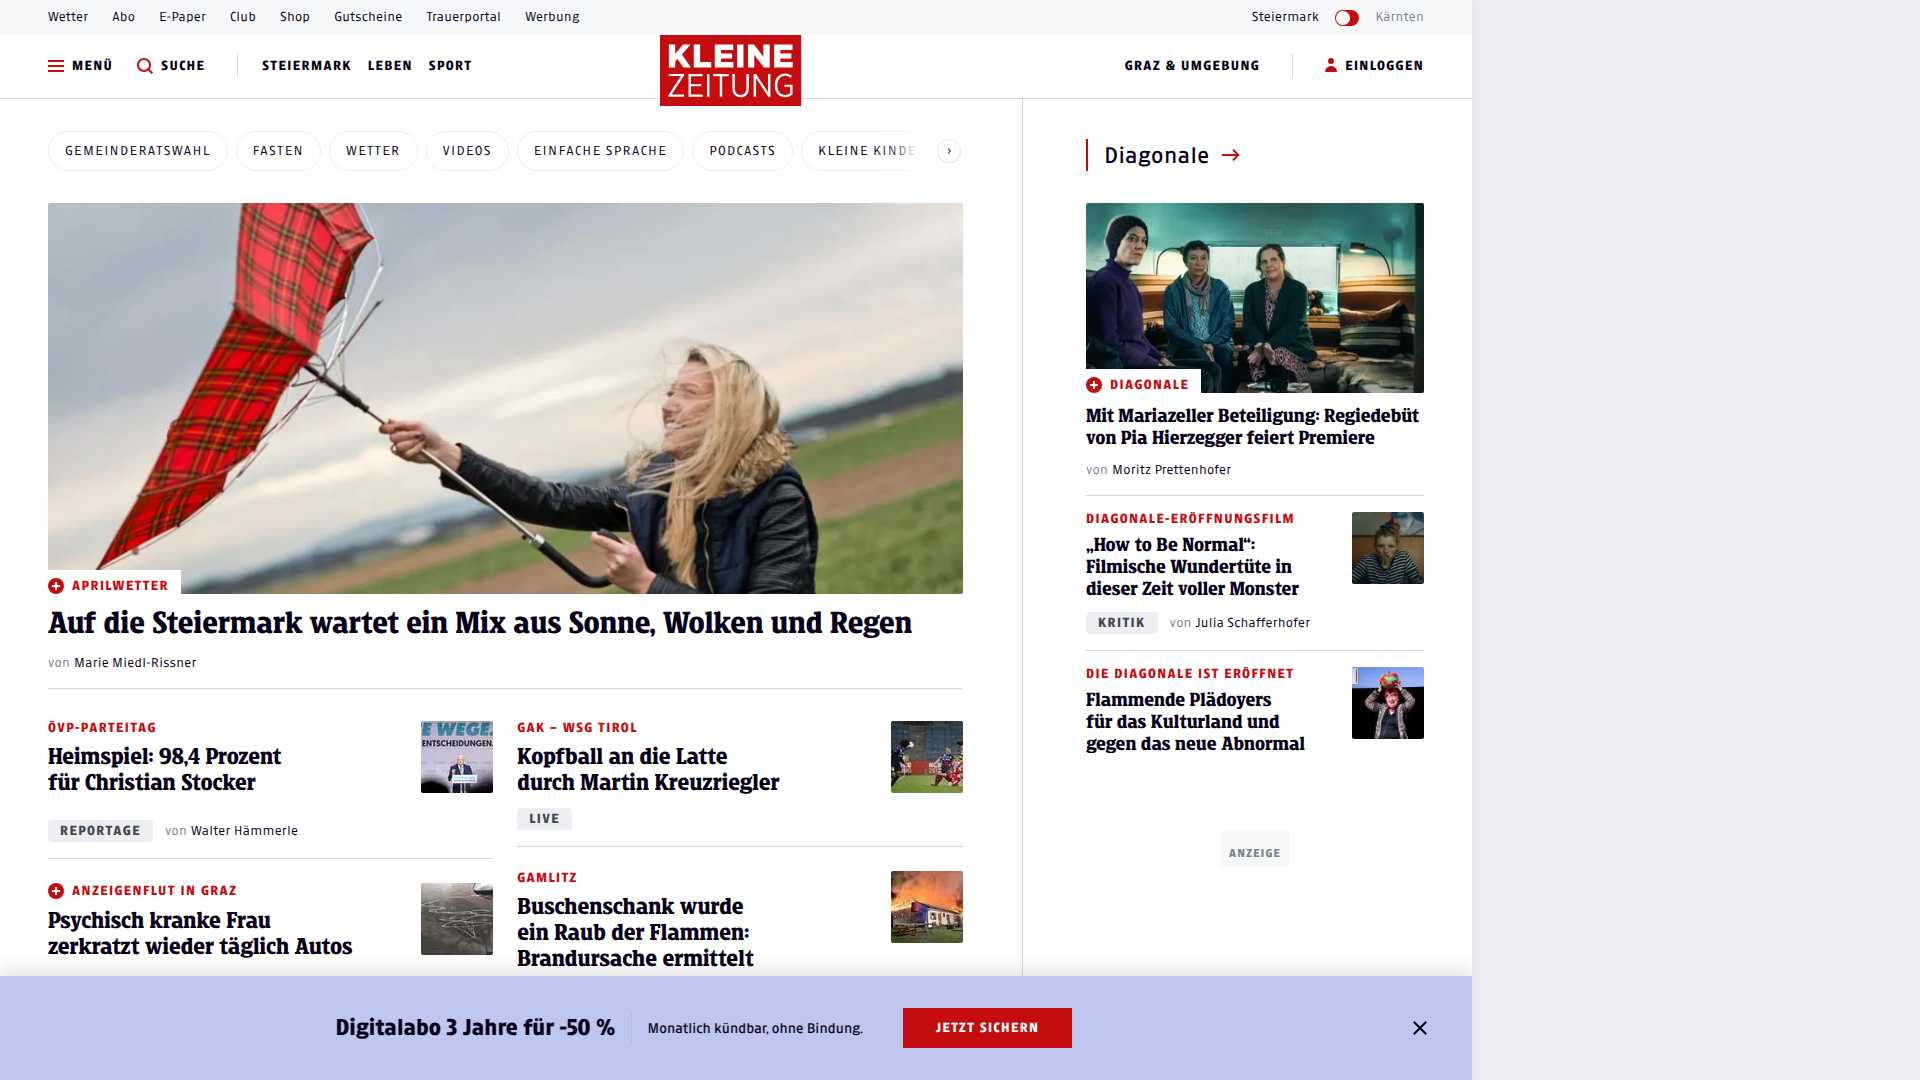 Wetter Abo E-Paper Club Shop Gutscheine Trauerportal Werbung Steiermark Kärnten
MENÜ SUCHE STEIERMARK LEBEN SPORT KLEINE ZEITUNG GRAZ & UMGEBUNG EINLOGGEN
GEMEINDERATSWAHL FASTEN WETTER VIDEOS EINFACHE SPRACHE PODCASTS KLEINE KINDE
APRILWETTER
Auf die Steiermark wartet ein Mix aus Sonne, Wolken und Regen
von Marie Miedl-Rissner
ÖVP-PARTEITAG
Heimspiel: 98,4 Prozent
für Christian Stocker
REPORTAGE von Walter Hämmerle
E WEGE.
ENTSCHEIDUNGEN.
ANZEIGENFLUT IN GRAZ
Psychisch kranke Frau
zerkratzt wieder täglich Autos
GAK – WSG TIROL
Kopfball an die Latte
durch Martin Kreuzriegler
LIVE
GAMLITZ
Buschenschank wurde
ein Raub der Flammen:
Brandursache ermittelt
Diagonale
DIAGONALE
Mit Mariazeller Beteiligung: Regiedebüt
von Pia Hierzegger feiert Premiere
von Moritz Prettenhofer
DIAGONALE-ERÖFFNUNGSFILM
„How to Be Normal“:
Filmische Wundertüte in
dieser Zeit voller Monster
KRITIK von Julia Schafferhofer
DIE DIAGONALE IST ERÖFFNET
Flammende Plädoyers
für das Kulturland und
gegen das neue Abnormal
ANZEIGE
Digitalabo 3 Jahre für -50 % Monatlich kündbar, ohne Bindung. JETZT SICHERN